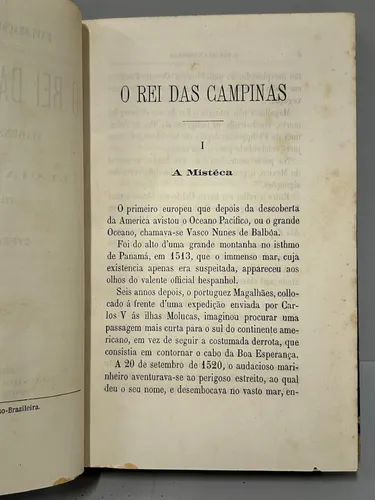 O REI DA
so-Brazileira.
O REI DAS CAMPINAS
I
A Mistéca
O primeiro europeu que depois da descoberta
da America avistou o Oceano Pacifico, ou o grande
Oceano, chamava-se Vasco Nunes de Balbôa.
Foi do alto d'uma grande montanha no isthmo
de Panamá, em 1513, que o immenso mar, cuja
existencia apenas era suspeitada, appareceu aos
olhos do valente official hespanhol.
Seis annos depois, o portuguez Magalhães, collo-
cado á frente d'uma expedição enviada por Car-
los V ás ilhas Molucas, imaginou procurar uma
passagem mais curta para o sul do continente ame-
ricano, em vez de seguir a costumada derrota, que
consistia em contornar o cabo da Boa Esperança.
A 20 de setembro de 1520, o audacioso mari-
nheiro aventurava-se ao perigoso estreito, ao qual
deu o seu nome, e desembocava no vasto mar, en-